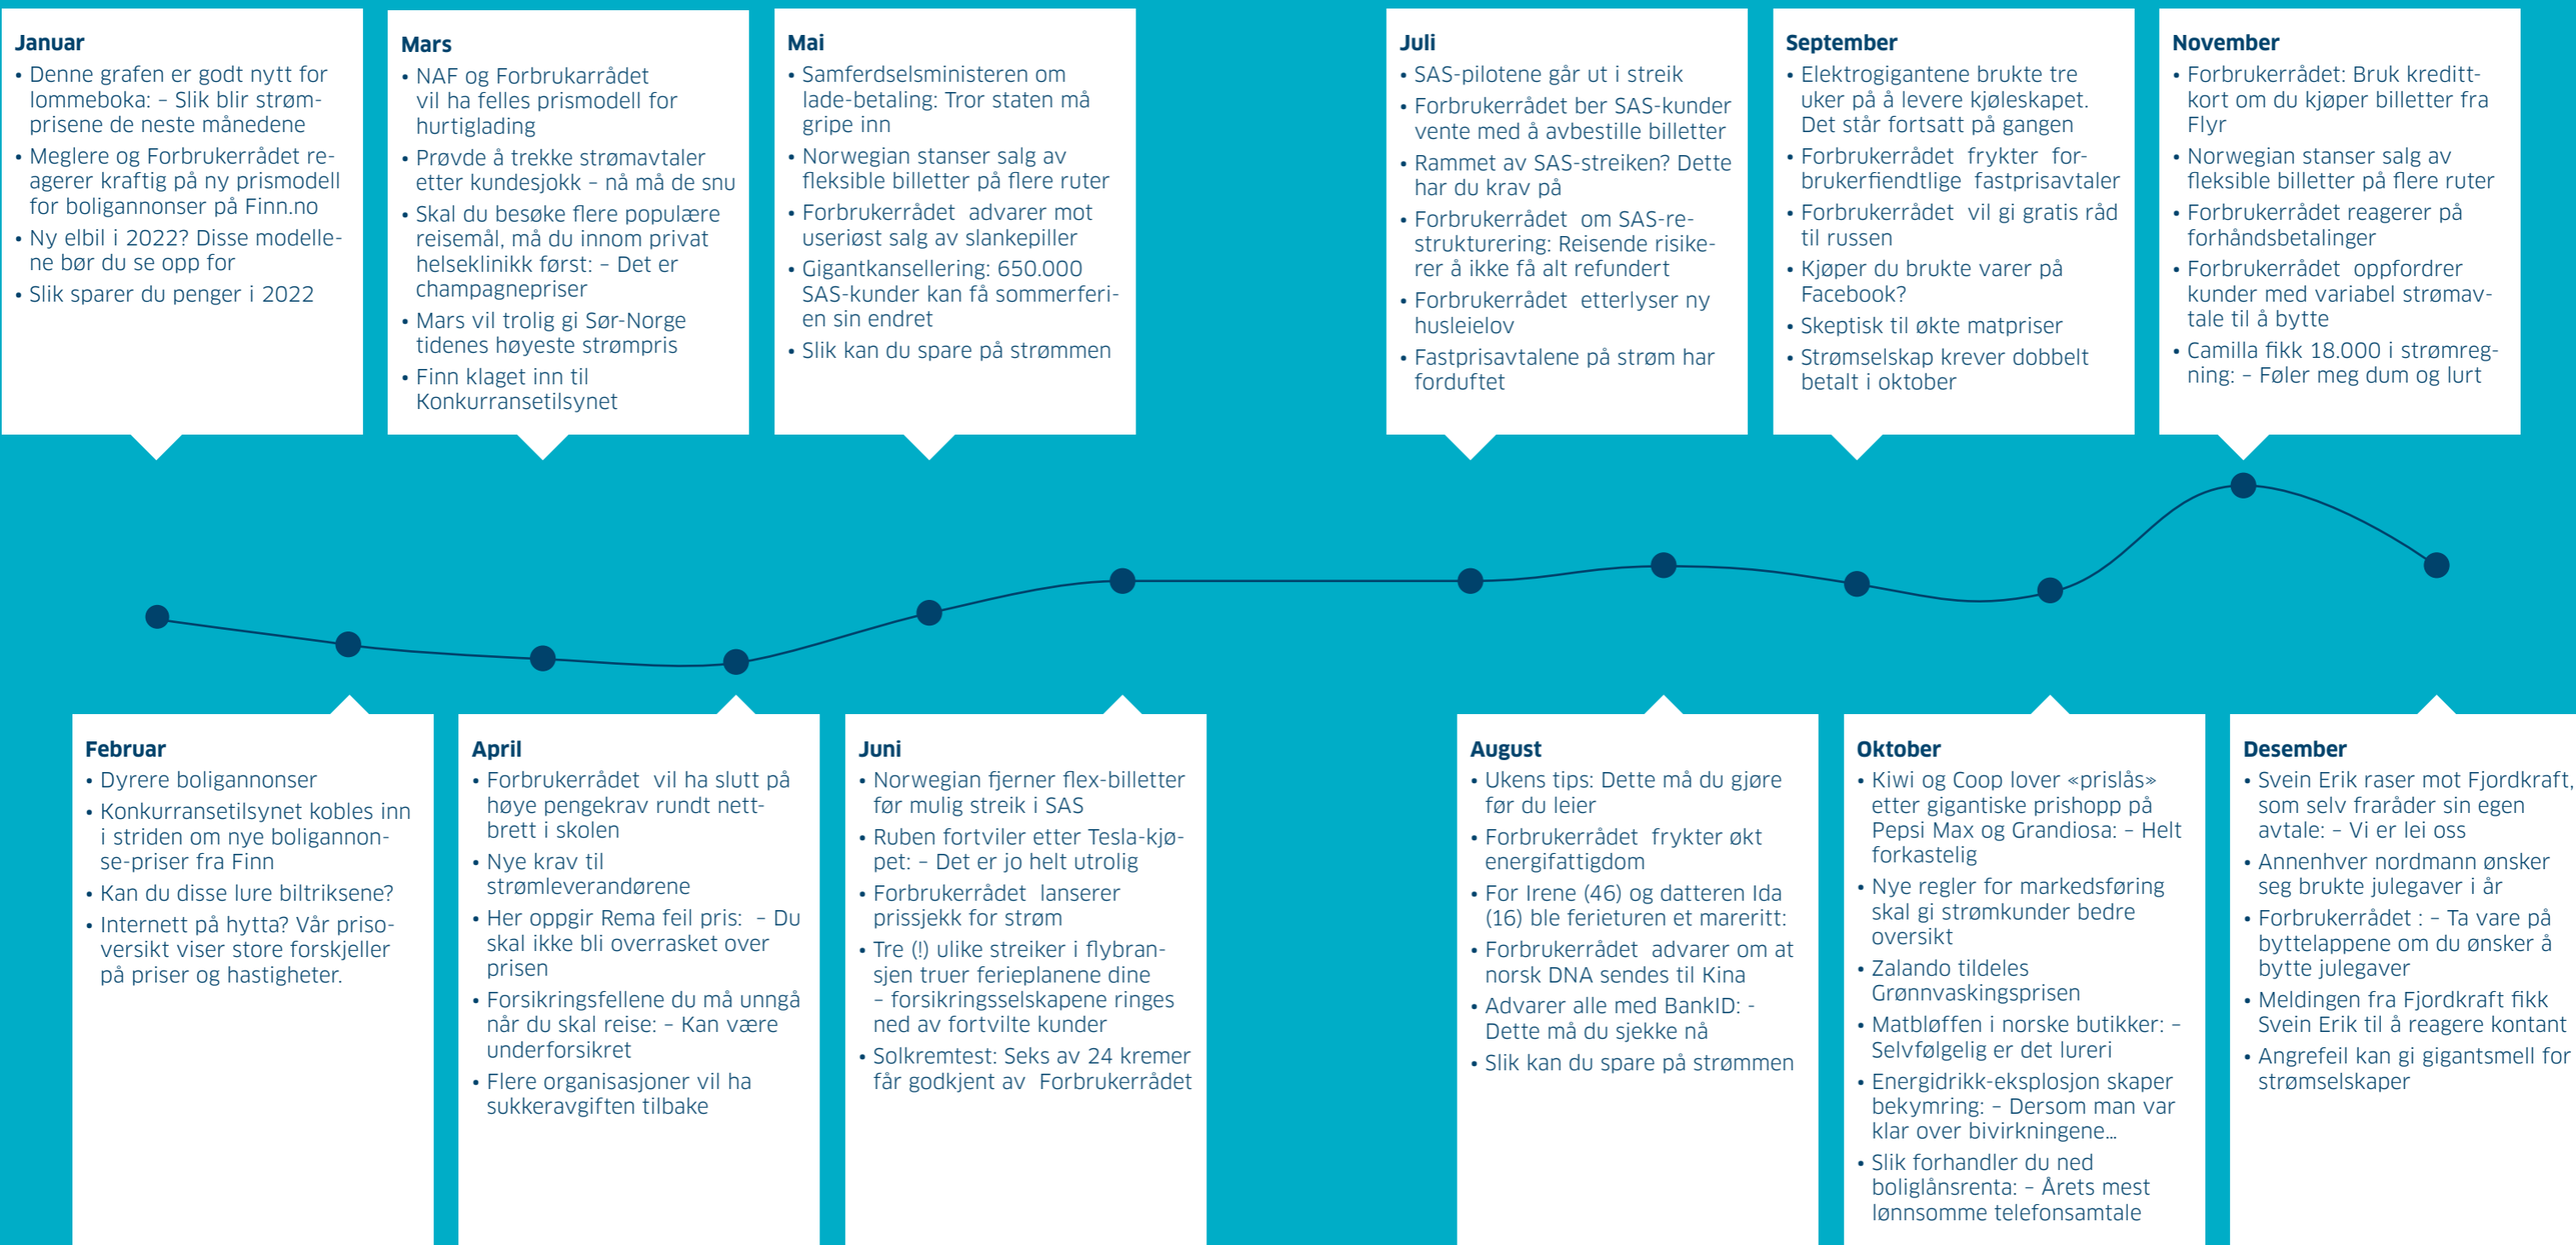 Januar
• Denne grafen er godt nytt for
lommeboka: – Slik blir strøm-
prisene de neste månedene
• Meglere og Forbrukerrådet re-
agerer kraftig på ny prismodell
for boligannonser på Finn.no
• Ny elbil i 2022? Disse modelle-
ne bør du se opp for
• Slik sparer du penger i 2022
Mars
• NAF og Forbrukarrådet
vil ha felles prismodell for
hurtiglading
• Prøvde å trekke strømavtaler
etter kundesjokk – nå må de snu
• Skal du besøke flere populære
reisemål, må du innom privat
helseklinikk først: – Det er
champagnepriser
• Mars vil trolig gi Sør-Norge
tidenes høyeste strømpris
• Finn klaget inn til
Konkurransetilsynet
Mai
• Samferdselsministeren om
lade-betaling: Tror staten må
gripe inn
• Norwegian stanser salg av
fleksible billetter på flere ruter
• Forbrukerrådet advarer mot
useriøst salg av slankepiller
• Gigantkansellering: 650.000
SAS-kunder kan få sommerferi-
en sin endret
• Slik kan du spare på strømmen
Juli
• SAS-pilotene går ut i streik
• Forbrukerrådet ber SAS-kunder
vente med å avbestille billetter
• Rammet av SAS-streiken? Dette
har du krav på
• Forbrukerrådet om SAS-re-
strukturering: Reisende risike-
rer å ikke få alt refundert
• Forbrukerrådet etterlyser ny
husleielov
• Fastprisavtalene på strøm har
forduftet
September
• Elektrogigantene brukte tre
uker på å levere kjøleskapet.
Det står fortsatt på gangen
• Forbrukerrådet frykter for-
brukerfiendtlige fastprisavtaler
• Forbrukerrådet vil gi gratis råd
til russen
• Kjøper du brukte varer på
Facebook?
• Skeptisk til økte matpriser
• Strømselskap krever dobbelt
betalt i oktober
November
• Forbrukerrådet: Bruk kreditt-
kort om du kjøper billetter fra
Flyr
• Norwegian stanser salg av
fleksible billetter på flere ruter
• Forbrukerrådet reagerer på
forhåndsbetalinger
• Forbrukerrådet oppfordrer
kunder med variabel strømav-
tale til å bytte
• Camilla fikk 18.000 i strømreg-
ning: – Føler meg dum og lurt
Februar
• Dyrere boligannonser
• Konkurransetilsynet kobles inn
i striden om nye boligannon-
se-priser fra Finn
• Kan du disse lure biltriksene?
• Internett på hytta? Vår priso-
versikt viser store forskjeller
på priser og hastigheter.
April
• Forbrukerrådet vil ha slutt på
høye pengekrav rundt nett-
brett i skolen
• Nye krav til
strømleverandørene
• Her oppgir Rema feil pris: – Du
skal ikke bli overrasket over
prisen
• Forsikringsfellene du må unngå
når du skal reise: – Kan være
underforsikret
• Flere organisasjoner vil ha
sukkeravgiften tilbake
Juni
• Norwegian fjerner flex-billetter
før mulig streik i SAS
• Ruben fortviler etter Tesla-kjø-
pet: – Det er jo helt utrolig
• Forbrukerrådet lanserer
prissjekk for strøm
• Tre (!) ulike streiker i flybran-
sjen truer ferieplanene dine
– forsikringsselskapene ringes
ned av fortvilte kunder
• Solkremtest: Seks av 24 kremer
får godkjent av Forbrukerrådet
August
• Ukens tips: Dette må du gjøre
før du leier
• Forbrukerrådet frykter økt
energifattigdom
• For Irene (46) og datteren Ida
(16) ble ferieturen et mareritt:
• Forbrukerrådet advarer om at
norsk DNA sendes til Kina
• Advarer alle med BankID: -
Dette må du sjekke nå
• Slik kan du spare på strømmen
Oktober
• Kiwi og Coop lover «prislås»
etter gigantiske prishopp på
Pepsi Max og Grandiosa: – Helt
forkastelig
• Nye regler for markedsføring
skal gi strømkunder bedre
oversikt
• Zalando tildeles
Grønnvaskingsprisen
• Matbløffen i norske butikker: –
Selvfølgelig er det lureri
• Energidrikk-eksplosjon skaper
bekymring: – Dersom man var
klar over bivirkningene…
• Slik forhandler du ned
boliglånsrenta: – Årets mest
lønnsomme telefonsamtale
Desember
• Svein Erik raser mot Fjordkraft,
som selv fraråder sin egen
avtale: – Vi er lei oss
• Annenhver nordmann ønsker
seg brukte julegaver i år
• Forbrukerrådet : – Ta vare på
byttelappene om du ønsker å
bytte julegaver
• Meldingen fra Fjordkraft fikk
Svein Erik til å reagere kontant
• Angrefeil kan gi gigantsmell for
strømselskaper